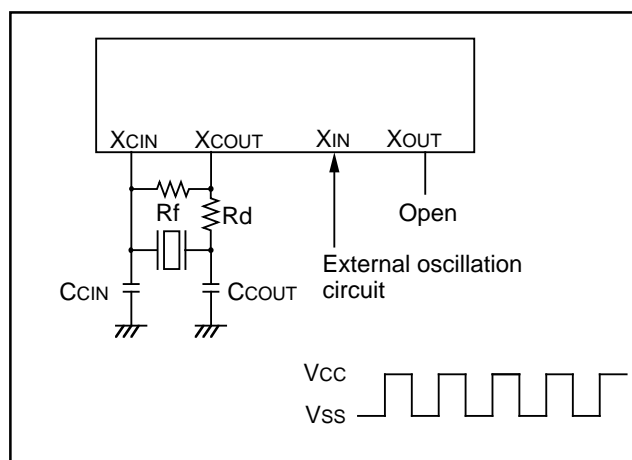 XCIN XCOUT XIN XOUT
Rf
Rd
Open
External oscillation
circuit
CCIN
CCOUT
VCC
VSS